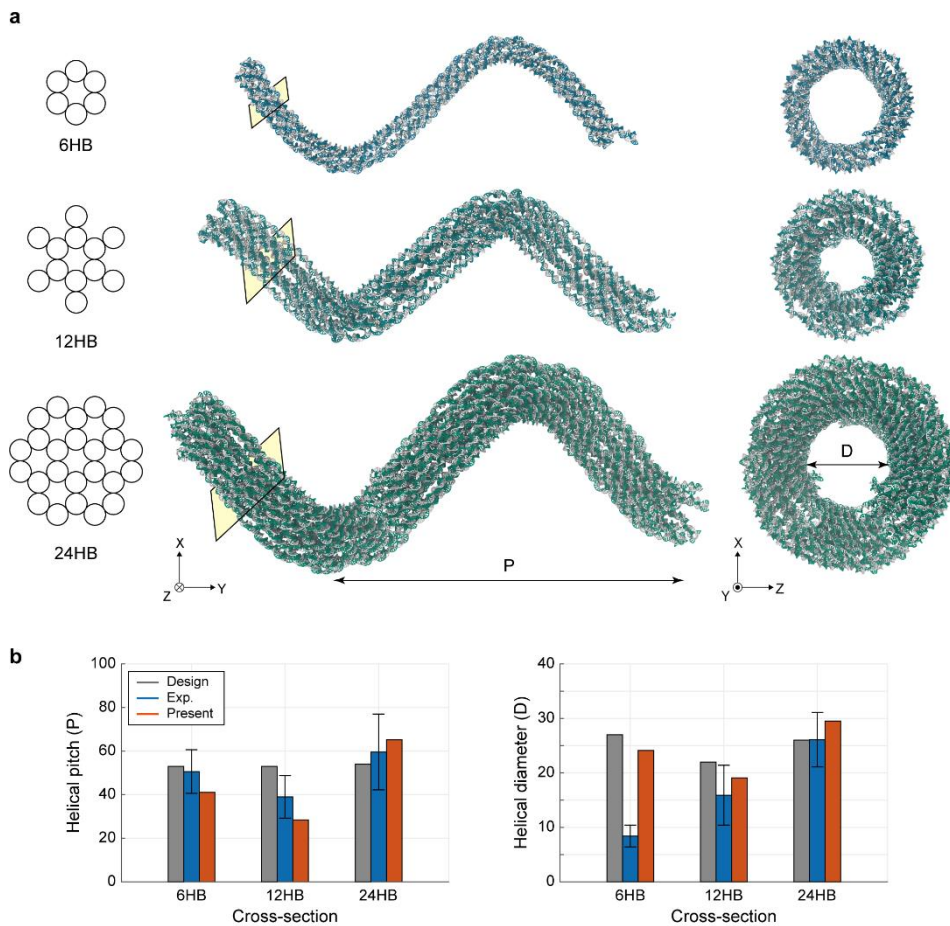 a
6HB
12HB
24HB
X
Z
Y
P
D
X
Y
Z
b
Helical pitch (P)
100
80
60
40
20
0
Design
Exp.
Present
6HB
12HB
24HB
Cross-section
Helical diameter (D)
40
30
20
10
0
6HB
12HB
24HB
Cross-section